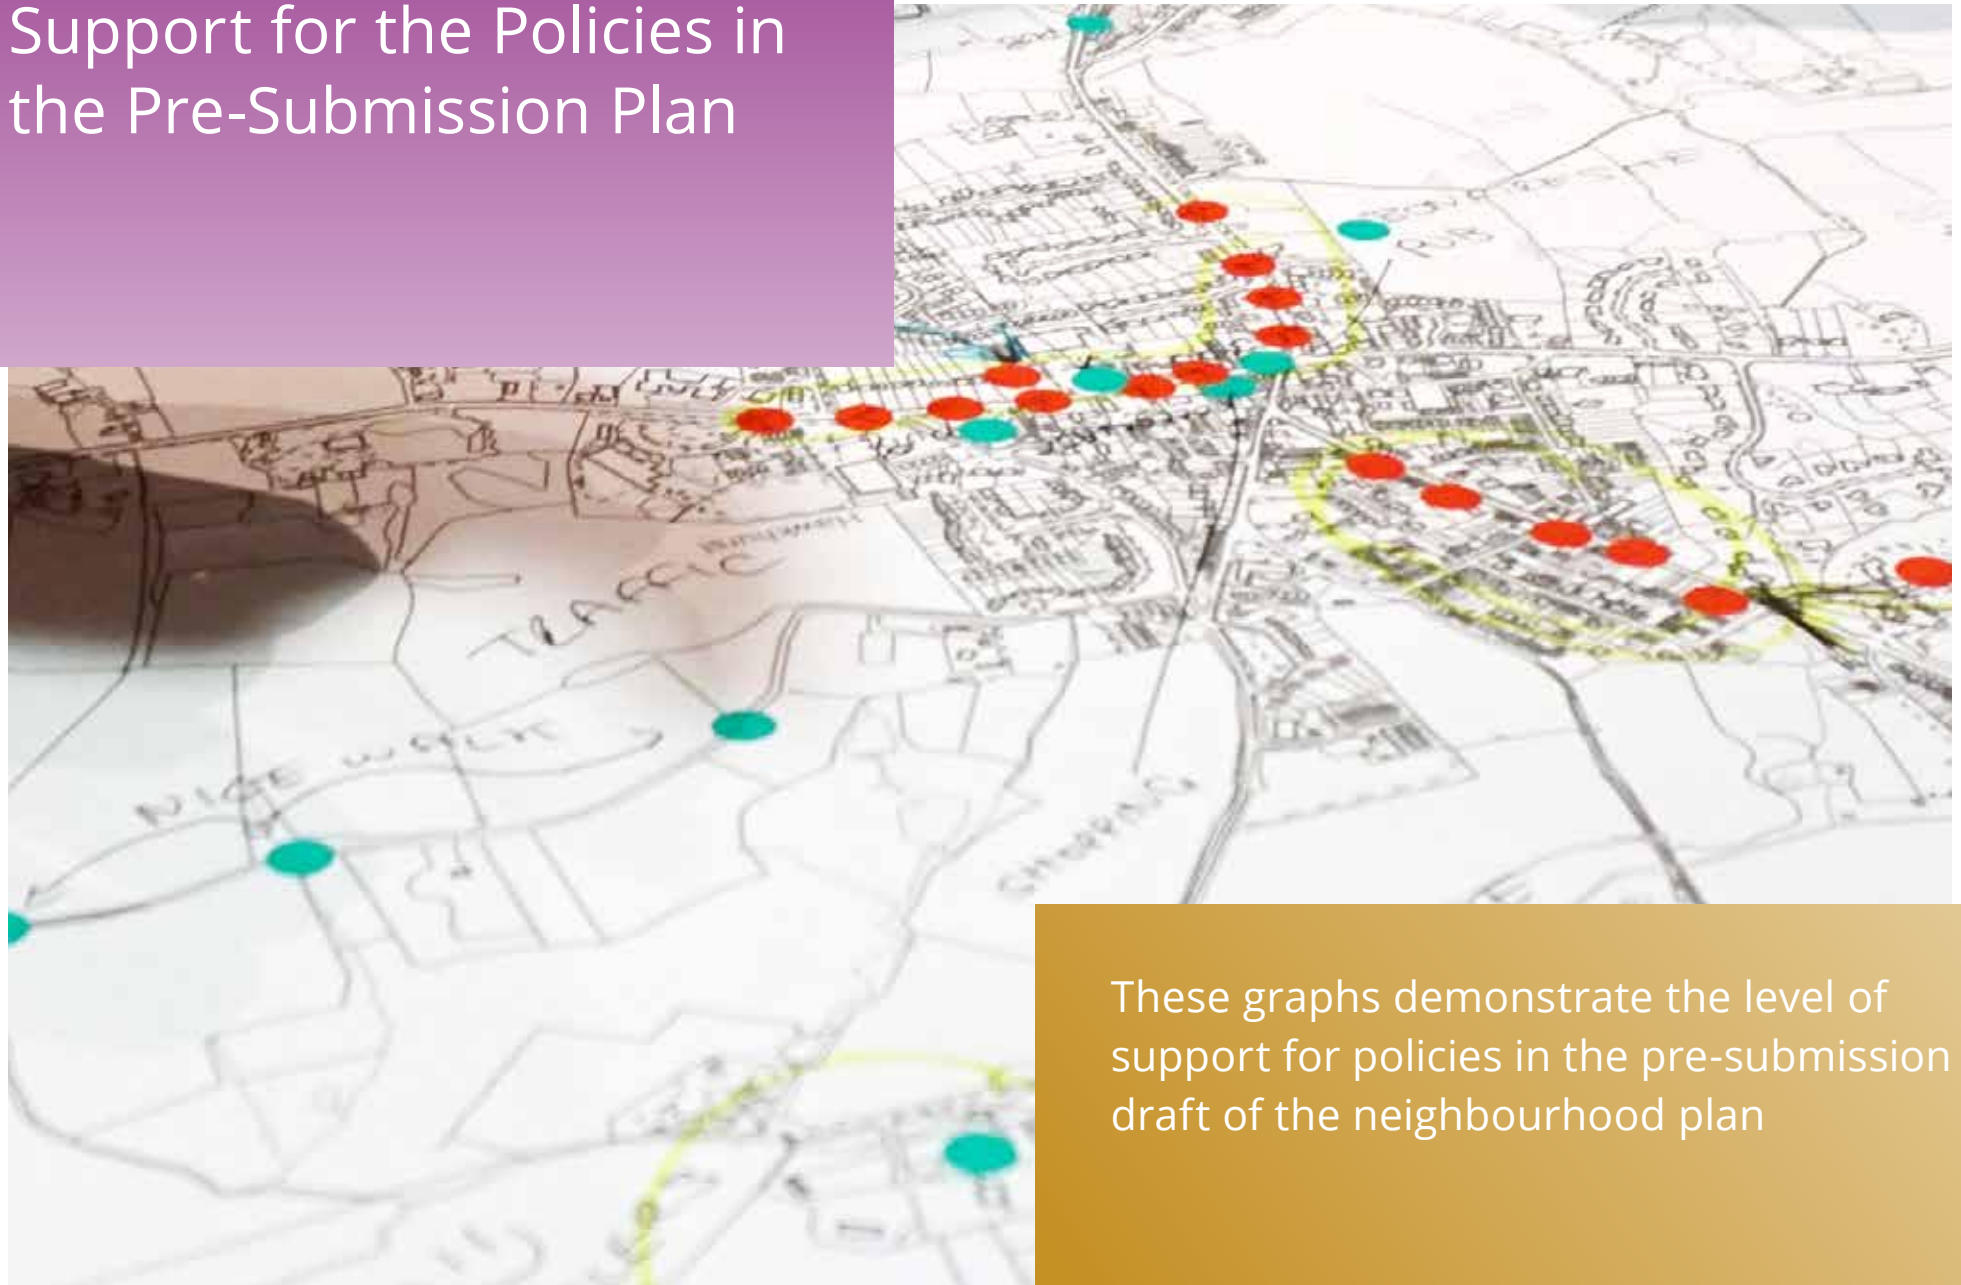 Support for the Policies in
the Pre-Submission Plan
RUN
TRAFFIC
NICE WALK
These graphs demonstrate the level of
support for policies in the pre-submission
draft of the neighbourhood plan